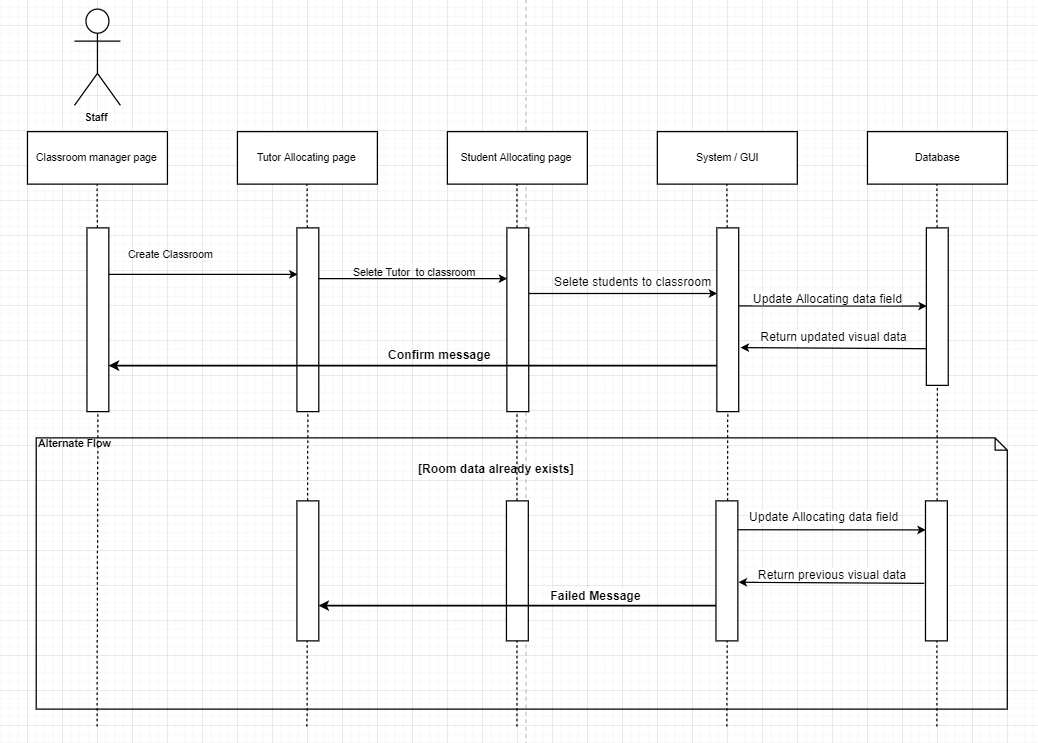 Staff
Classroom manager page
Tutor Allocating page
Student Allocating page
System / GUI
Database
Create Classroom
Selete Tutor to classroom
Selete students to classroom
Update Allocating data field
Return updated visual data
Confirm message
Alternate Flow
[Room data already exists]
Update Allocating data field
Return previous visual data
Failed Message